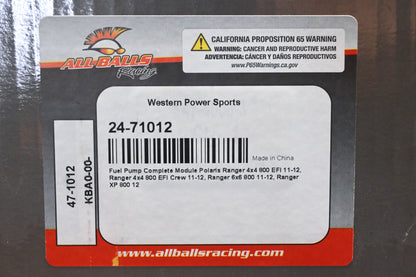 ALL·BALLS
Racing
CALIFORNIA PROPOSITION 65 WARNING
WARNING: CANCER AND REPRODUCTIVE HARM
ADVERTENCIA: CÁNCER Y DAÑOS REPRODUCTIVOS
www.P65Warnings.ca.gov
Western Power Sports
24-71012
Made in China
Fuel Pump Complete Module Polaris Ranger 4x4 800 EFI 11-12,
Ranger 4x4 800 EFI Crew 11-12, Ranger 6x6 800 11-12, Ranger
XP 800 12
47-1012
KBA0-00-
www.allballsracing.com